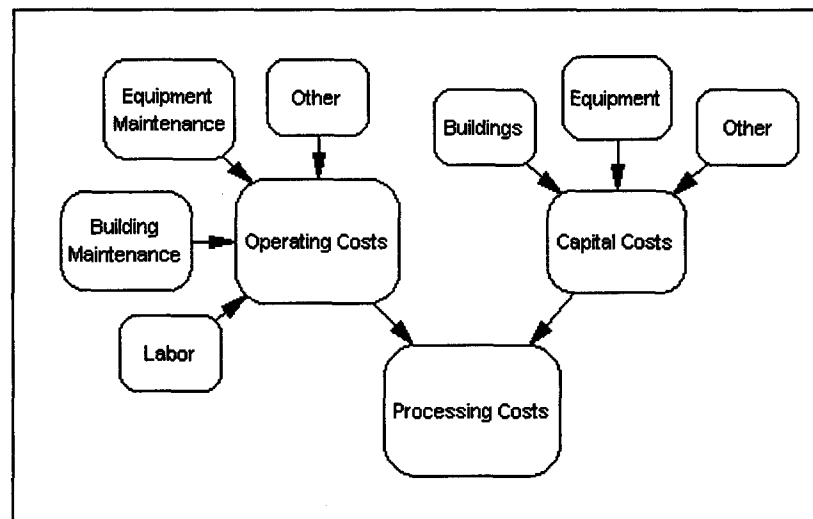 Equipment
Maintenance
Other
Buildings
Equipment
Other
Building
Maintenance
Operating Costs
Capital Costs
Labor
Processing Costs